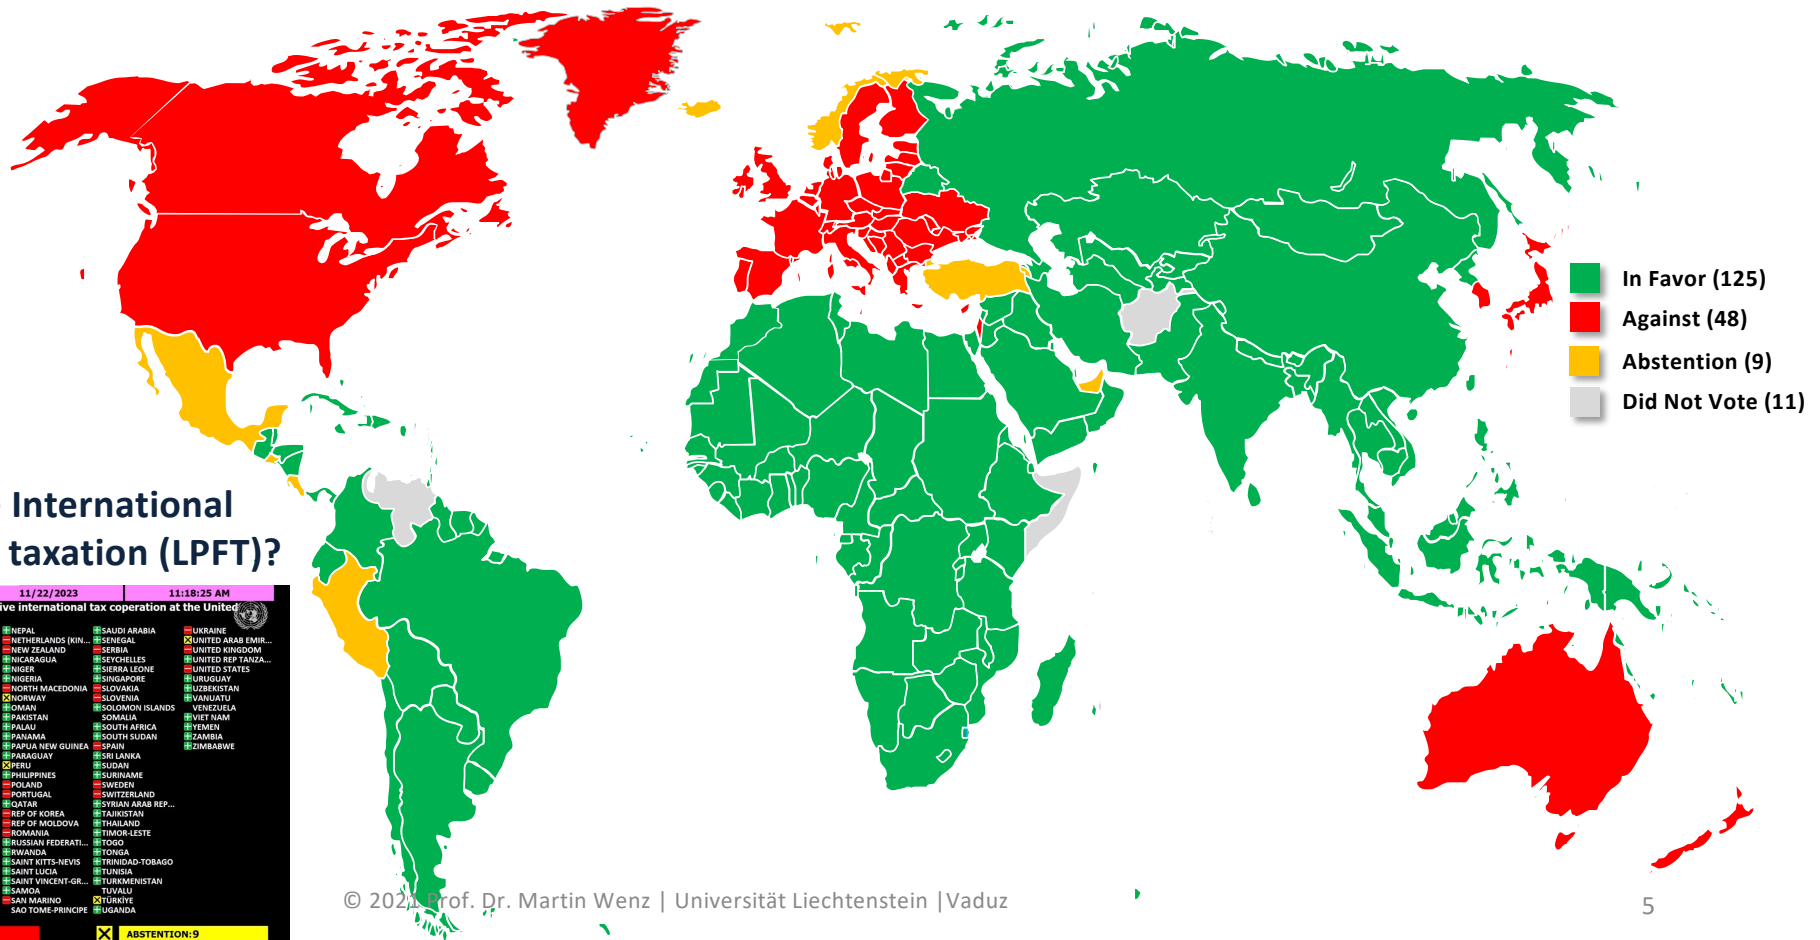 In Favor (125)
Against (48)
Abstention (9)
Did Not Vote (11)
International
taxation (LPFT)?
11/22/2023 11:18:25 AM
ive international tax coperation at the United
NEPAL SAUDI ARABIA UKRAINE
NETHERLANDS (KIN... SENEGAL UNITED ARAB EMIR...
NEW ZEALAND SERBIA UNITED KINGDOM
NICARAGUA SEYCHELLES UNITED REP TANZA...
NIGER SIERRA LEONE UNITED STATES
NIGERIA SINGAPORE URUGUAY
NORTH MACEDONIA SLOVAKIA UZBEKISTAN
NORWAY SLOVENIA VANUATU
OMAN SOLOMON ISLANDS VENEZUELA
PAKISTAN SOMALIA VIET NAM
PALAU SOUTH AFRICA YEMEN
PANAMA SOUTH SUDAN ZAMBIA
PAPUA NEW GUINEA SPAIN ZIMBABWE
PARAGUAY SRI LANKA
PERU SUDAN
PHILIPPINES SURINAME
POLAND SWEDEN
PORTUGAL SWITZERLAND
QATAR SYRIAN ARAB REP...
REP OF KOREA TAJIKISTAN
REP OF MOLDOVA THAILAND
ROMANIA TIMOR-LESTE
RUSSIAN FEDERATI... TOGO
RWANDA TONGA
SAINT KITTS-NEVIS TRINIDAD-TOBAGO
SAINT LUCIA TUNISIA
SAINT VINCENT-GR... TURKMENISTAN
SAMOA TUVALU
SAN MARINO TÜRKİYE
SAO TOME-PRINCIPE UGANDA
ABSTENTION:9
© 2021 Prof. Dr. Martin Wenz | Universität Liechtenstein |Vaduz
5